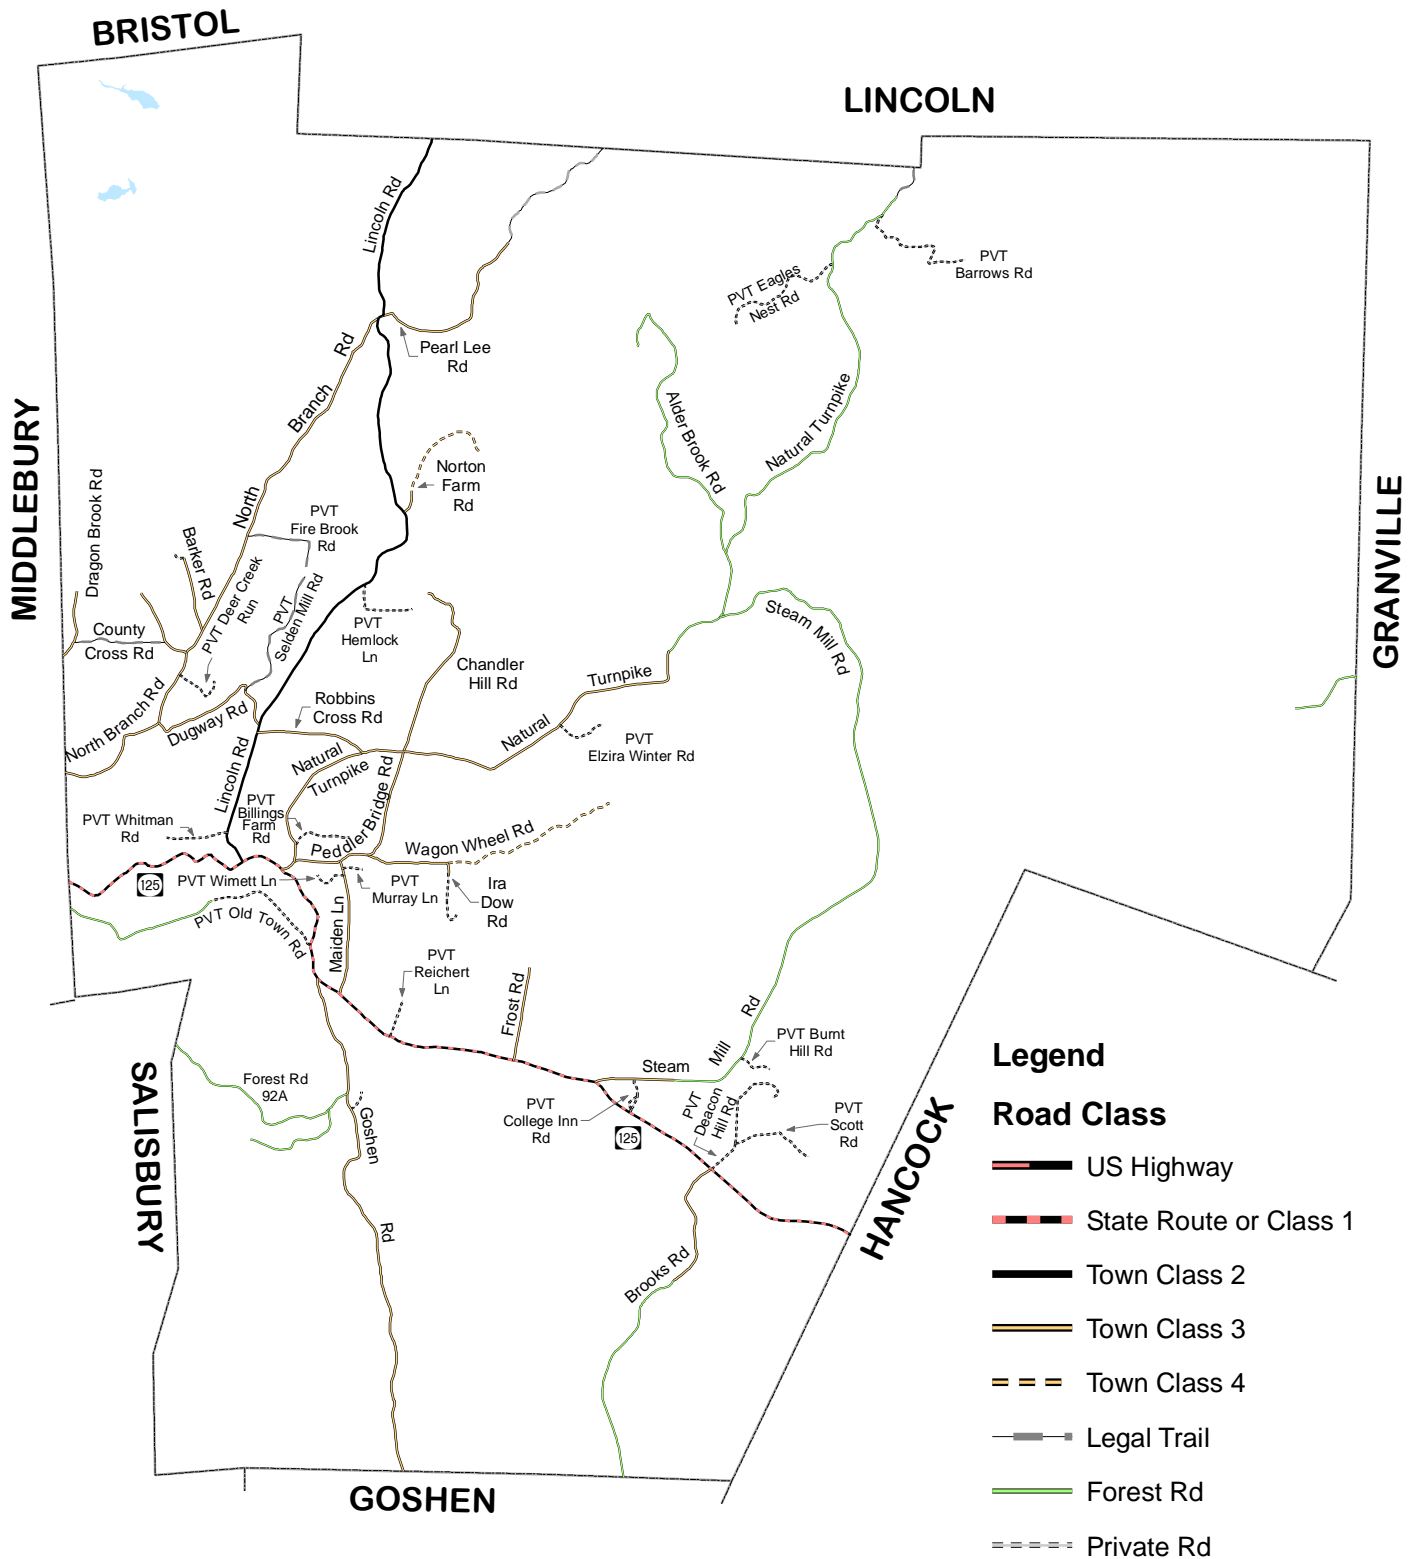 BRISTOL
LINCOLN
MIDDLEBURY
GRANVILLE
SALISBURY
HANCOCK
GOSHEN
Lincoln Rd
PVT
Barrows Rd
PVT Eagles
Nest Rd
Pearl Lee
Rd
North Branch Rd
Alder Brook Rd
Natural Turnpike
Norton
Farm
Rd
Dragon Brook Rd
Barker Rd
PVT
Fire Brook
Rd
PVT Deer Creek
Run
PVT
Selden Mill Rd
County
Cross Rd
PVT
Hemlock
Ln
Steam Mill Rd
Chandler
Hill Rd
Natural Turnpike
North Branch Rd
Dugway Rd
Robbins
Cross Rd
PVT
Elzira Winter Rd
Lincoln Rd
Natural
Turnpike
PVT Whitman
Rd
PVT
Billings
Farm
Rd
Peddler Bridge Rd
Wagon Wheel Rd
125
PVT Wimett Ln
PVT
Murray Ln
Ira
Dow
Rd
PVT Old Town Rd
Maiden Ln
PVT
Reichert
Ln
Frost Rd
Steam Mill Rd
PVT Burnt
Hill Rd
Forest Rd
92A
Goshen Rd
PVT
College Inn
Rd
125
PVT
Deacon
Hill Rd
PVT
Scott
Rd
Brooks Rd
Legend
Road Class
US Highway
State Route or Class 1
Town Class 2
Town Class 3
Town Class 4
Legal Trail
Forest Rd
Private Rd